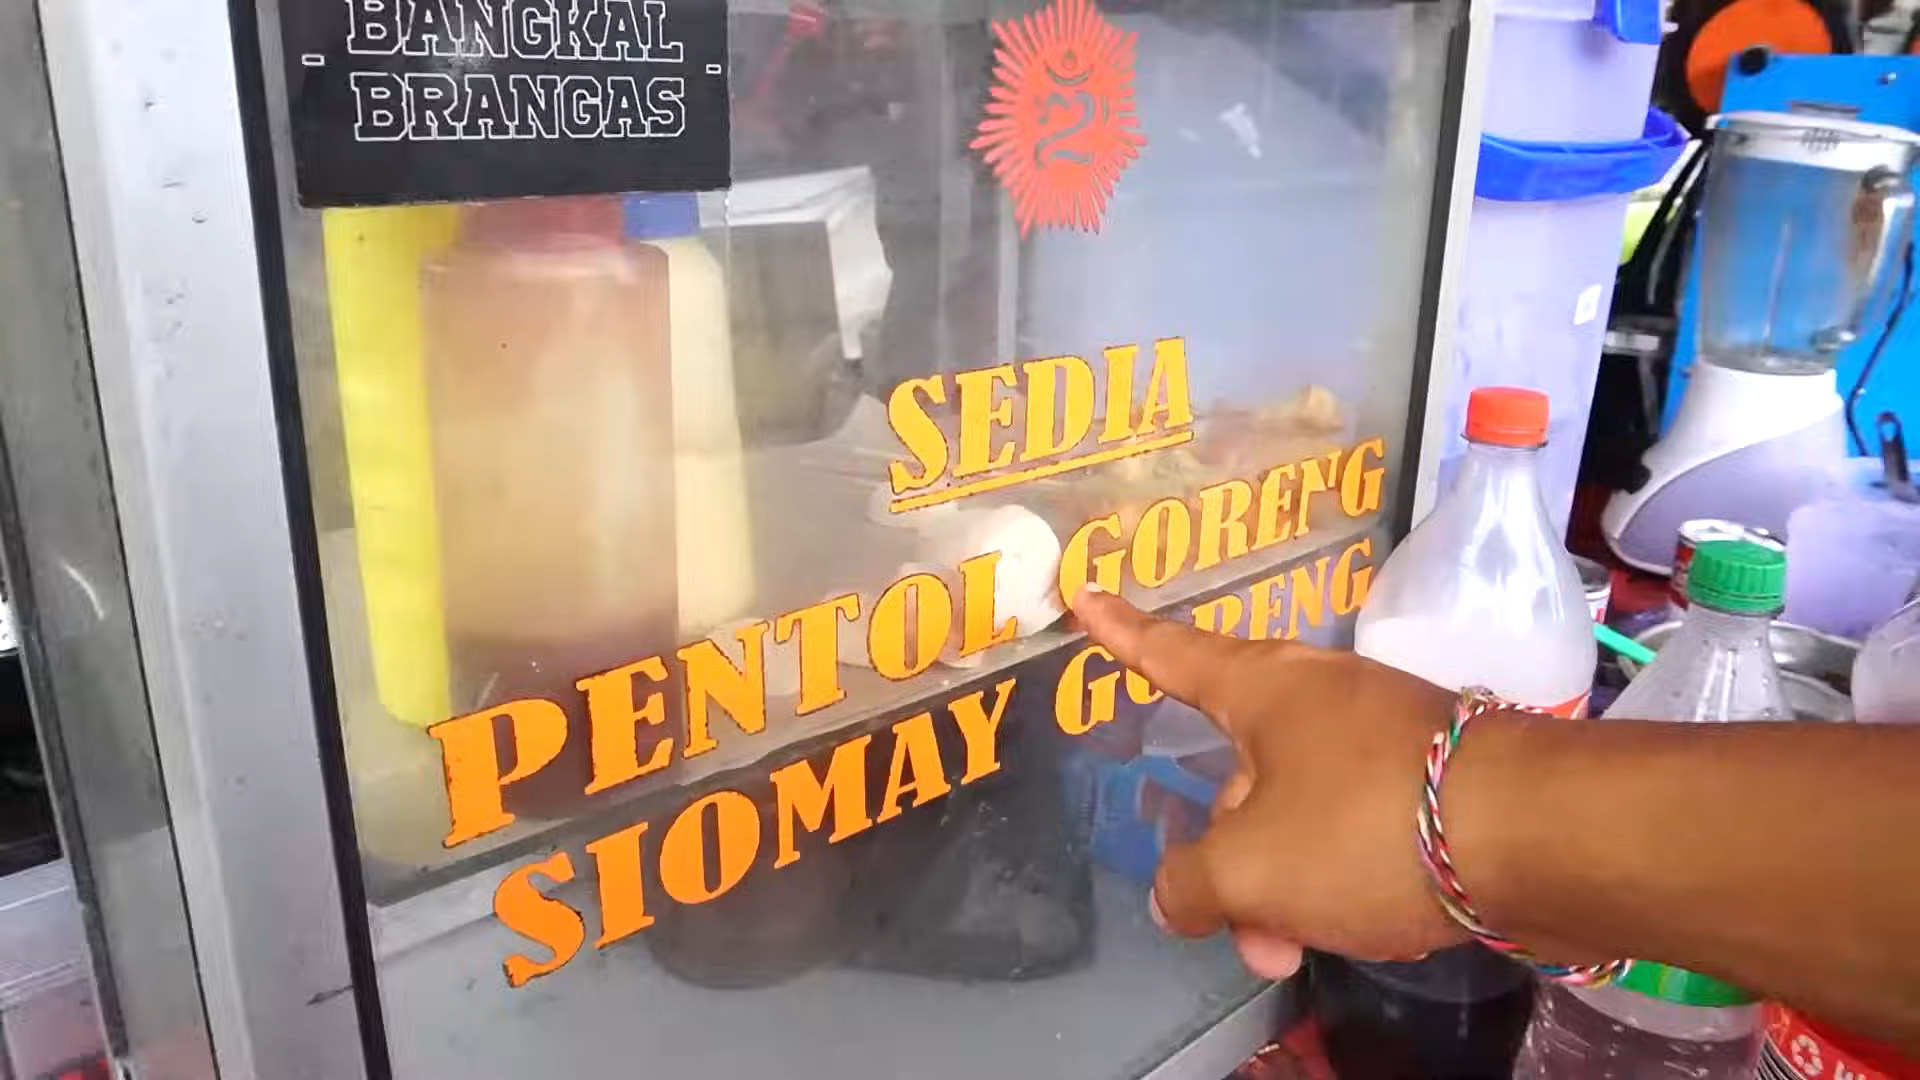 - BANGKAL -
BRANGAS
SEDIA
PENTOL GORENG
SIOMAY GORENG